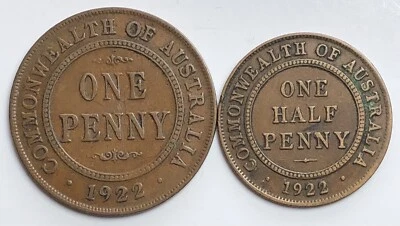 COMMONWEALTH OF AUSTRALIA
ONE
PENNY
· 1922 ·
COMMONWEALTH OF AUSTRALIA
ONE
HALF
PENNY
· 1922 ·